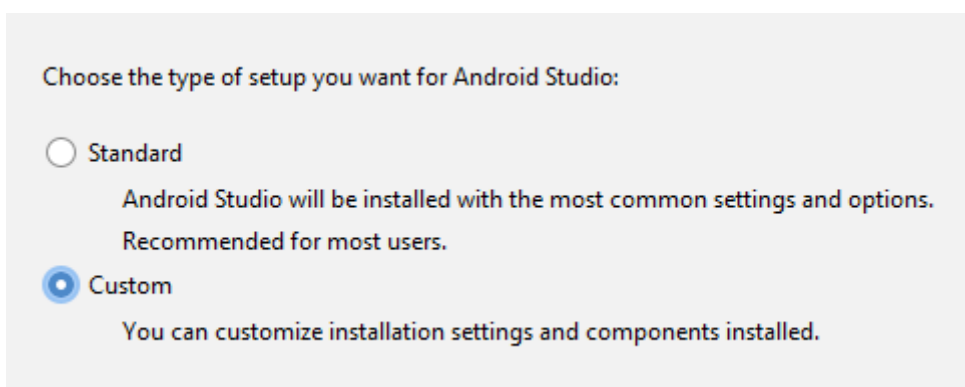 Choose the type of setup you want for Android Studio:
Standard
Android Studio will be installed with the most common settings and options.
Recommended for most users.
Custom
You can customize installation settings and components installed.